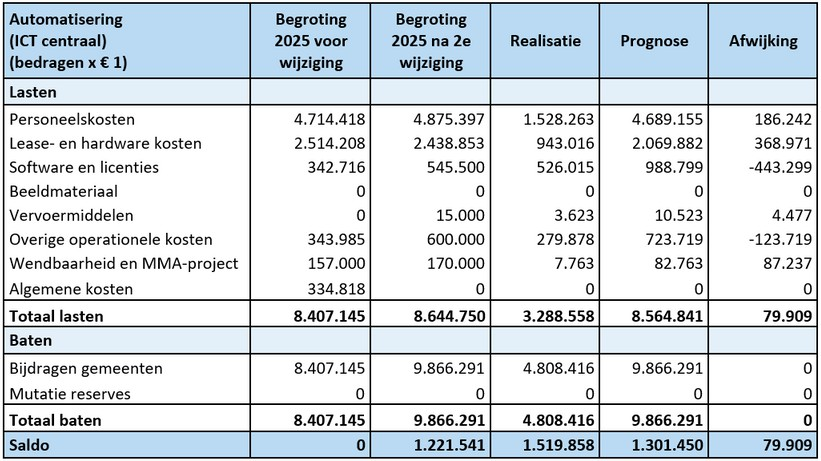 Automatisering (ICT centraal) (bedragen x € 1) | Begroting 2025 voor wijziging | Begroting 2025 na 2e wijziging | Realisatie | Prognose | Afwijking
Lasten
Personeelskosten 4.714.418 4.875.397 1.528.263 4.689.155 186.242
Lease- en hardware kosten 2.514.208 2.438.853 943.016 2.069.882 368.971
Software en licenties 342.716 545.500 526.015 988.799 -443.299
Beeldmateriaal 0 0 0 0 0
Vervoermiddelen 0 15.000 3.623 10.523 4.477
Overige operationele kosten 343.985 600.000 279.878 723.719 -123.719
Wendbaarheid en MMA-project 157.000 170.000 7.763 82.763 87.237
Algemene kosten 334.818 0 0 0 0
Totaal lasten 8.407.145 8.644.750 3.288.558 8.564.841 79.909
Baten
Bijdragen gemeenten 8.407.145 9.866.291 4.808.416 9.866.291 0
Mutatie reserves 0 0 0 0 0
Totaal baten 8.407.145 9.866.291 4.808.416 9.866.291 0
Saldo 0 1.221.541 1.519.858 1.301.450 79.909